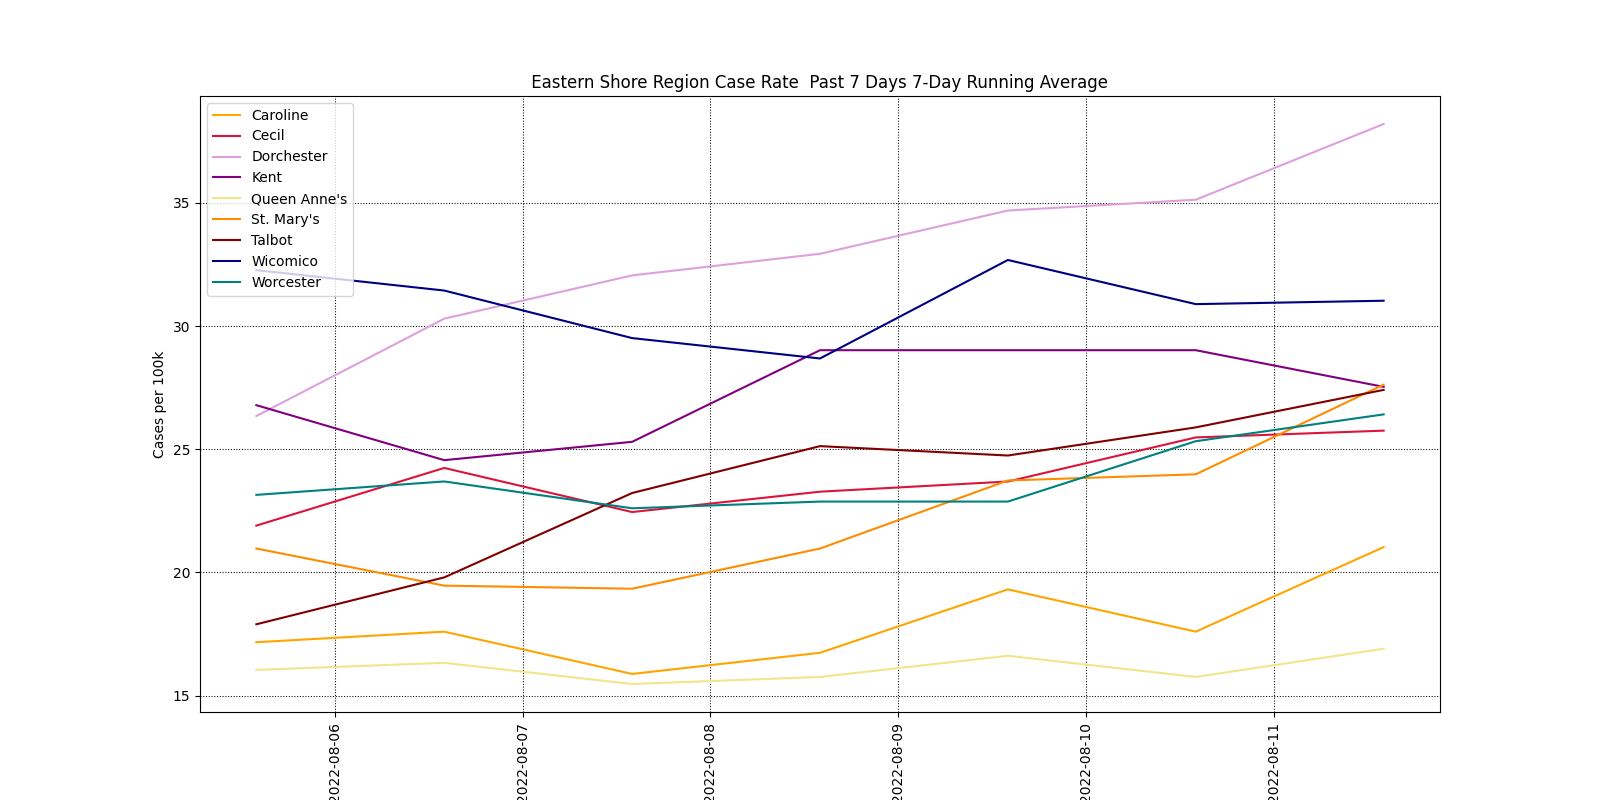 Eastern Shore Region Case Rate  Past 7 Days 7-Day Running Average
Caroline
Cecil
Dorchester
Kent
Queen Anne's
St. Mary's
Talbot
Wicomico
Worcester
Cases per 100k
35
30
25
20
15
2022-08-06
2022-08-07
2022-08-08
2022-08-09
2022-08-10
2022-08-11